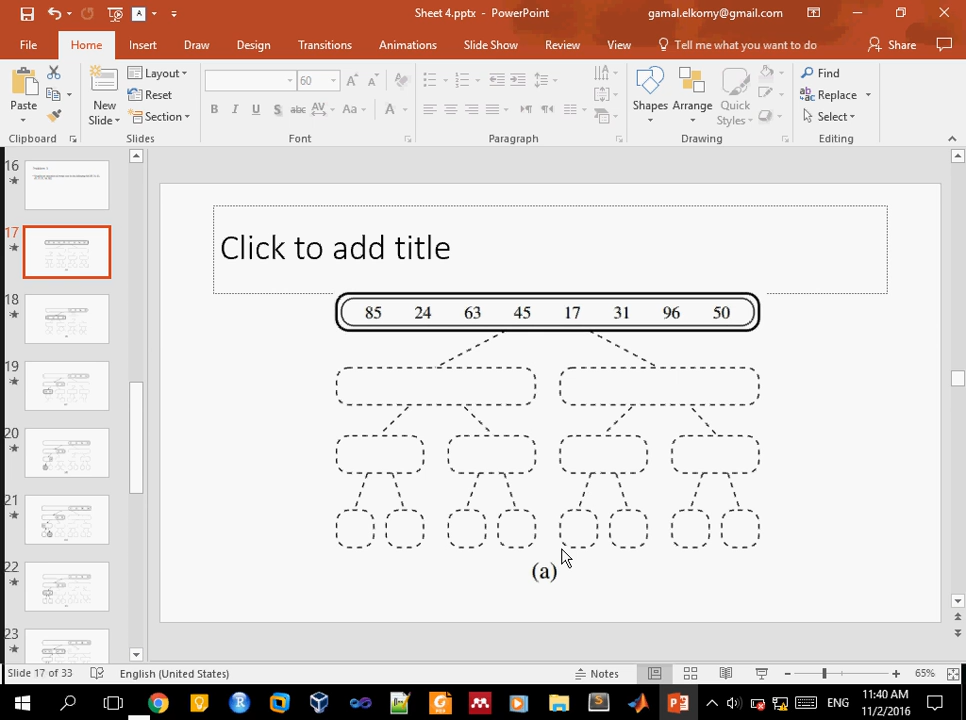 Sheet 4.pptx - PowerPoint
gamal.elkomy@gmail.com
File Home Insert Draw Design Transitions Animations Slide Show Review View Tell me what you want to do Share
Paste
New Slide
Layout
Reset
Section
60
B I U S abc AV Aa A
Shapes
Arrange
Quick Styles
Find
Replace
Select
Clipboard Slides Font Paragraph Drawing Editing
16
17
18
19
20
21
22
23
Click to add title
85 24 63 45 17 31 96 50
(a)
Slide 17 of 33 English (United States) Notes 65%
ENG
11:40 AM
11/2/2016